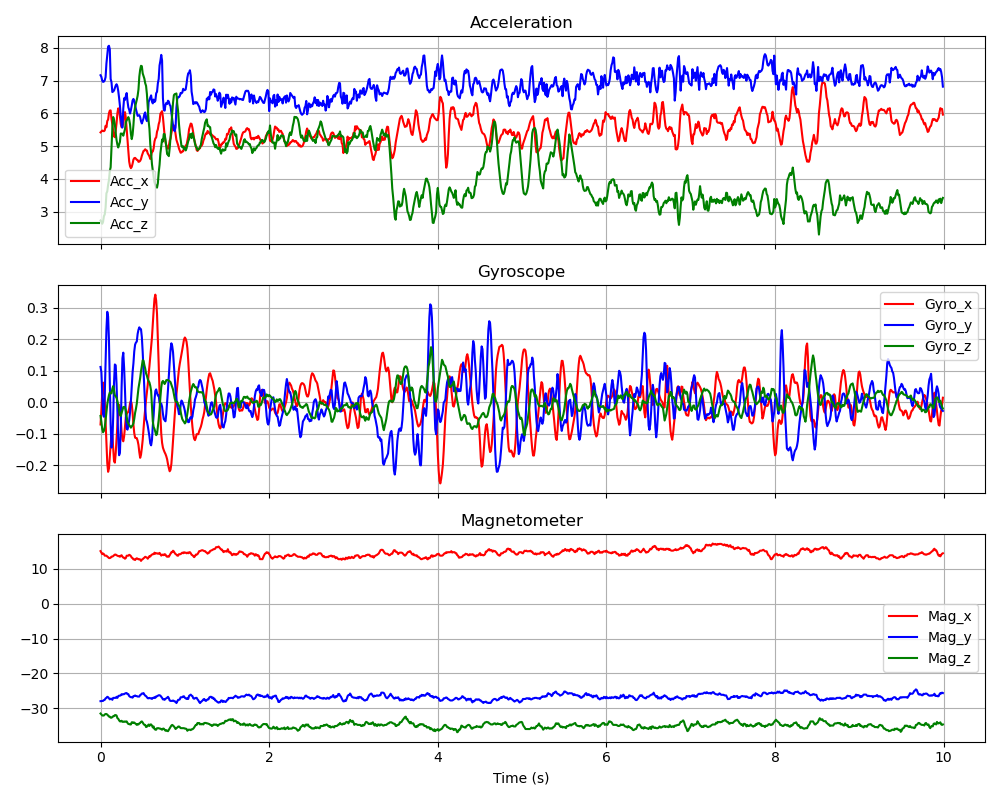 Acceleration
8
7
6
5
4
3
Acc_x
Acc_y
Acc_z
Gyroscope
0.3
0.2
0.1
0.0
−0.1
−0.2
Gyro_x
Gyro_y
Gyro_z
Magnetometer
10
0
−10
−20
−30
Mag_x
Mag_y
Mag_z
0 2 4 6 8 10
Time (s)